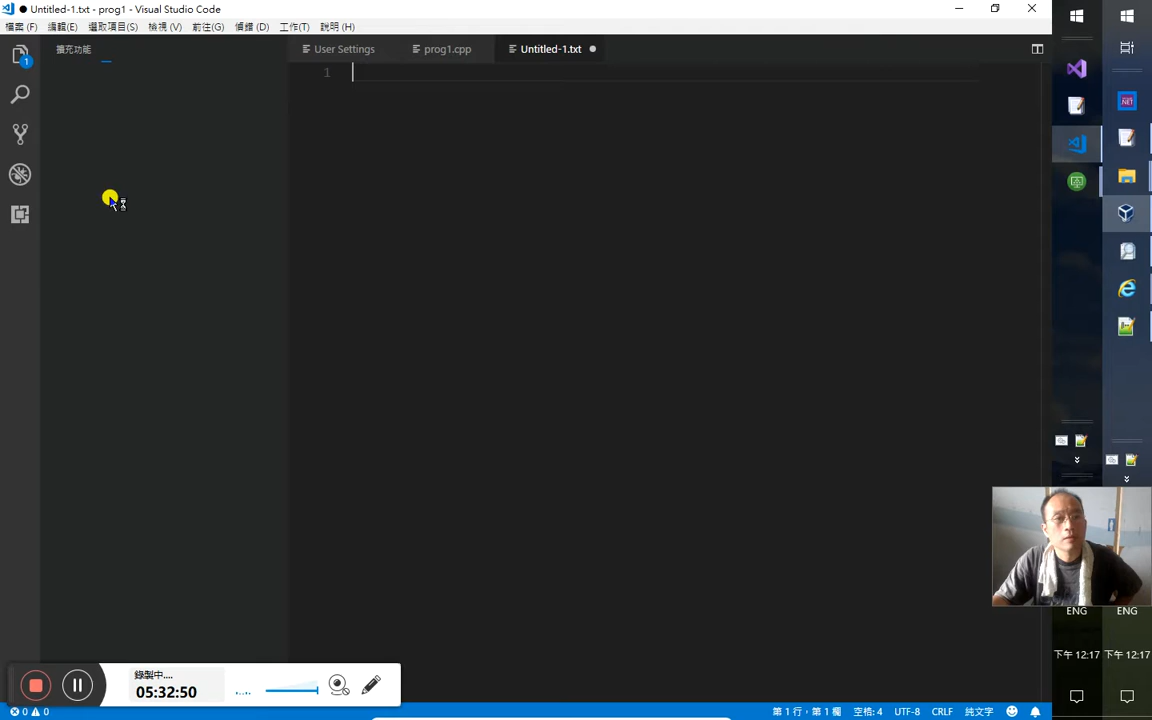 Untitled-1.txt - prog1 - Visual Studio Code
檔案 (F) 編輯(E) 選取項目(S) 檢視 (V) 前往(G) 偵錯 (D) 工作(T) 說明 (H)
擴充功能 User Settings prog1.cpp Untitled-1.txt
1
1
NET
錄製中....
05:32:50
ENG ENG
下午 12:17 下午 12:17
0 0 第 1 行，第 1 欄 空格: 4 UTF-8 CRLF 純文字